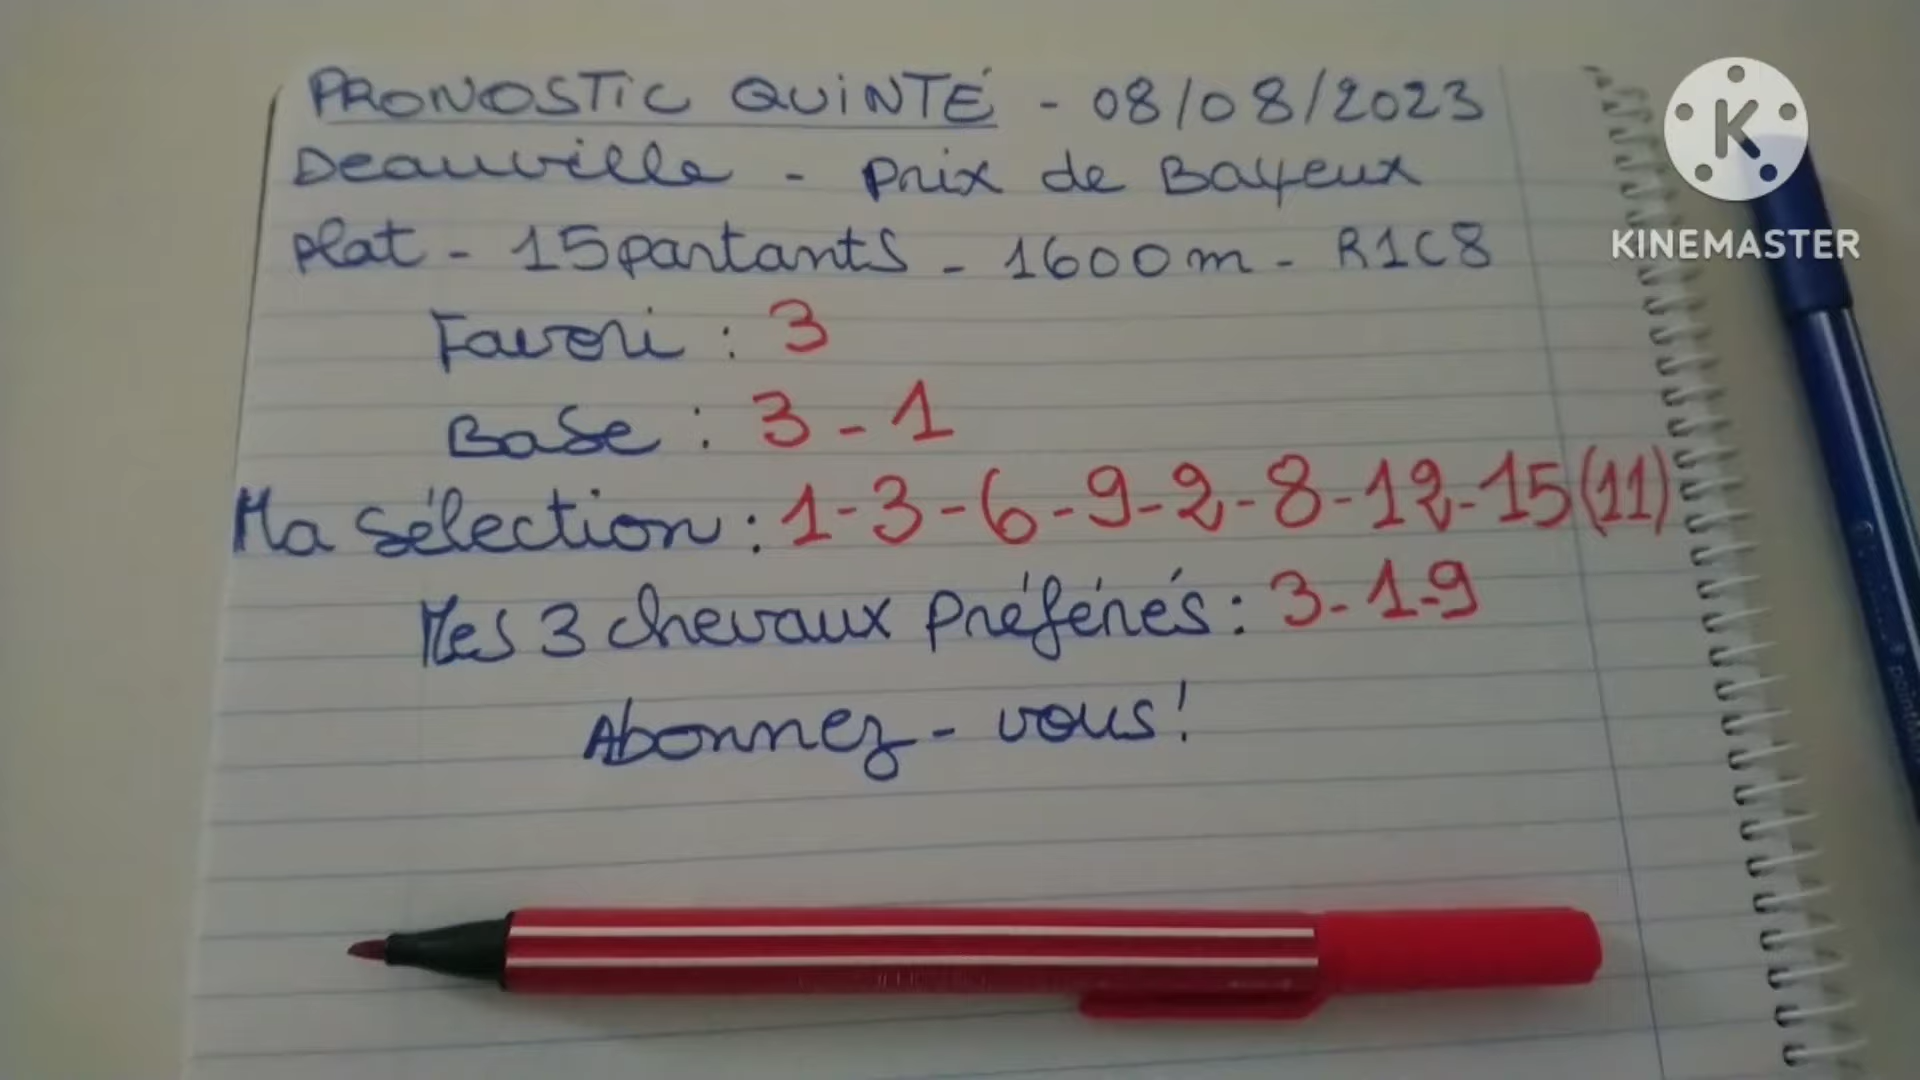 PRONOSTIC QUINTÉ - 08/08/2023
Deauville - Prix de Bayeux
Plat - 15 partants - 1600m - R1C8
Favori : 3
Base : 3 - 1
Ma sélection : 1-3-6-9-2-8-12-15(11)
Mes 3 chevaux préférés : 3-1-9
Abonnez-vous !
K
KINEMASTER